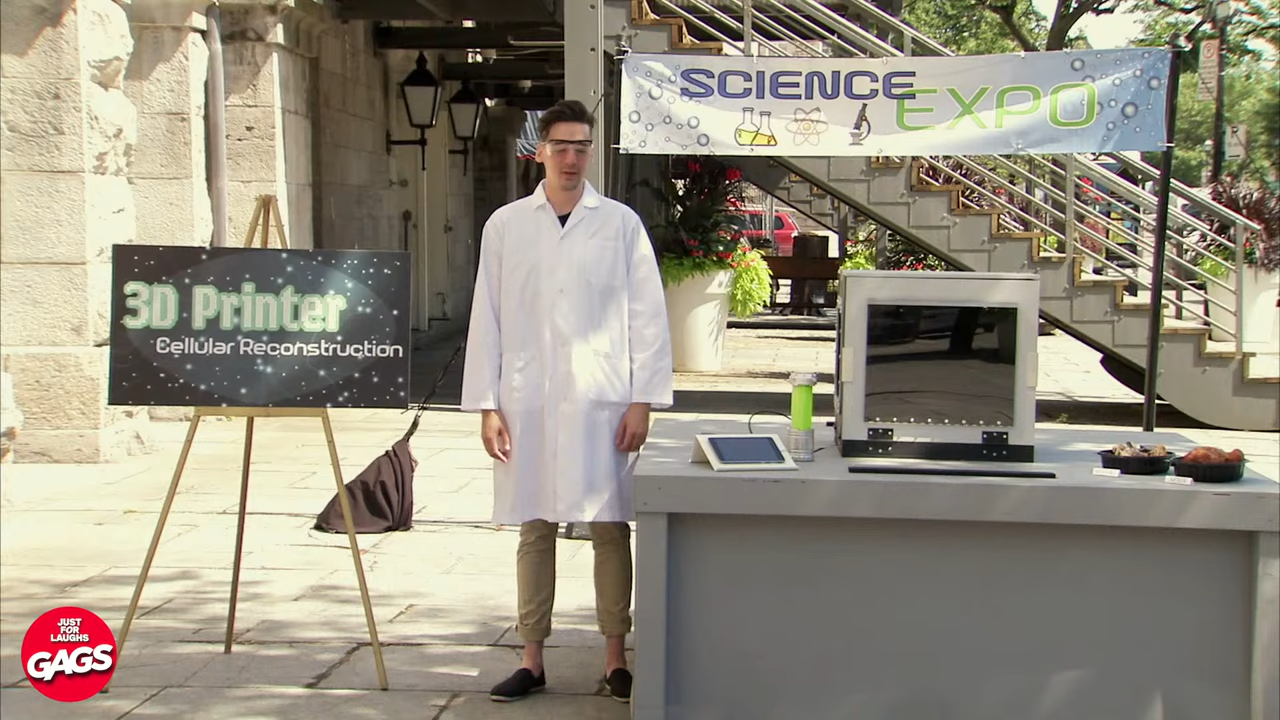 SCIENCE
EXPO
3D Printer
Cellular Reconstruction
JUST
FOR
LAUGHS
GAGS